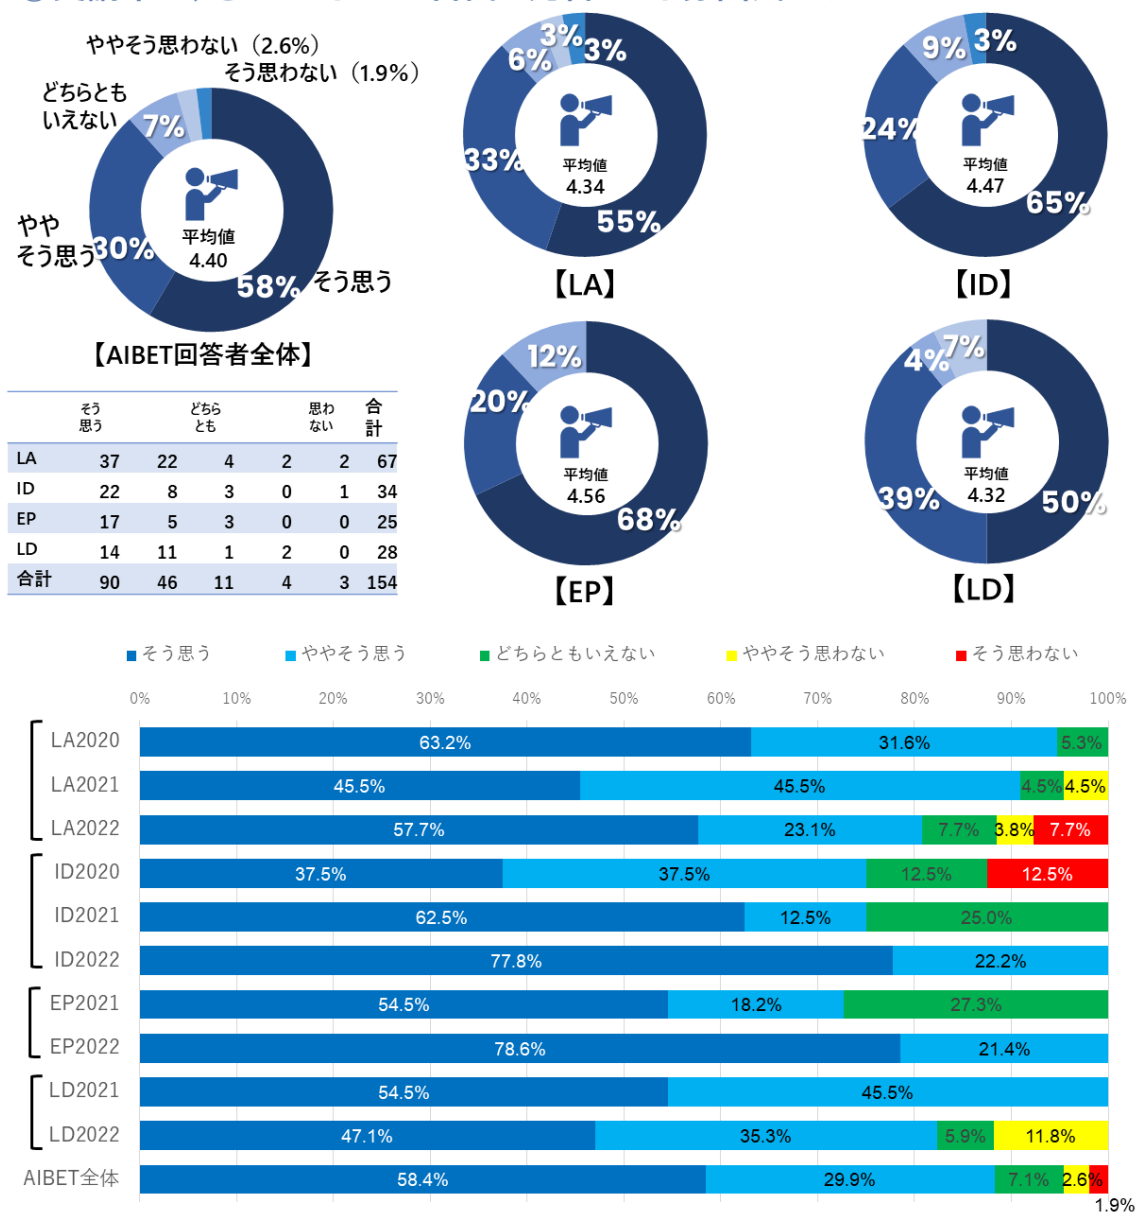 ややそう思わない（2.6%）
そう思わない（1.9%）
どちらとも
いえない
7%
やや
そう思う
30%
平均値
4.40
58%
そう思う
【AIBET回答者全体】
3%
3%
6%
33%
平均値
4.34
55%
【LA】
9%
3%
24%
平均値
4.47
65%
【ID】
12%
20%
平均値
4.56
68%
【EP】
7%
4%
39%
平均値
4.32
50%
【LD】
そう
思う
どちら
とも
思わ
ない
合
計
LA 37 22 4 2 2 67
ID 22 8 3 0 1 34
EP 17 5 3 0 0 25
LD 14 11 1 2 0 28
合計 90 46 11 4 3 154
そう思う ややそう思う どちらともいえない ややそう思わない そう思わない
0% 10% 20% 30% 40% 50% 60% 70% 80% 90% 100%
LA2020 63.2% 31.6% 5.3%
LA2021 45.5% 45.5% 4.5% 4.5%
LA2022 57.7% 23.1% 7.7% 3.8% 7.7%
ID2020 37.5% 37.5% 12.5% 12.5%
ID2021 62.5% 12.5% 25.0%
ID2022 77.8% 22.2%
EP2021 54.5% 18.2% 27.3%
EP2022 78.6% 21.4%
LD2021 54.5% 45.5%
LD2022 47.1% 35.3% 5.9% 11.8%
AIBET全体 58.4% 29.9% 7.1% 2.6%
1.9%